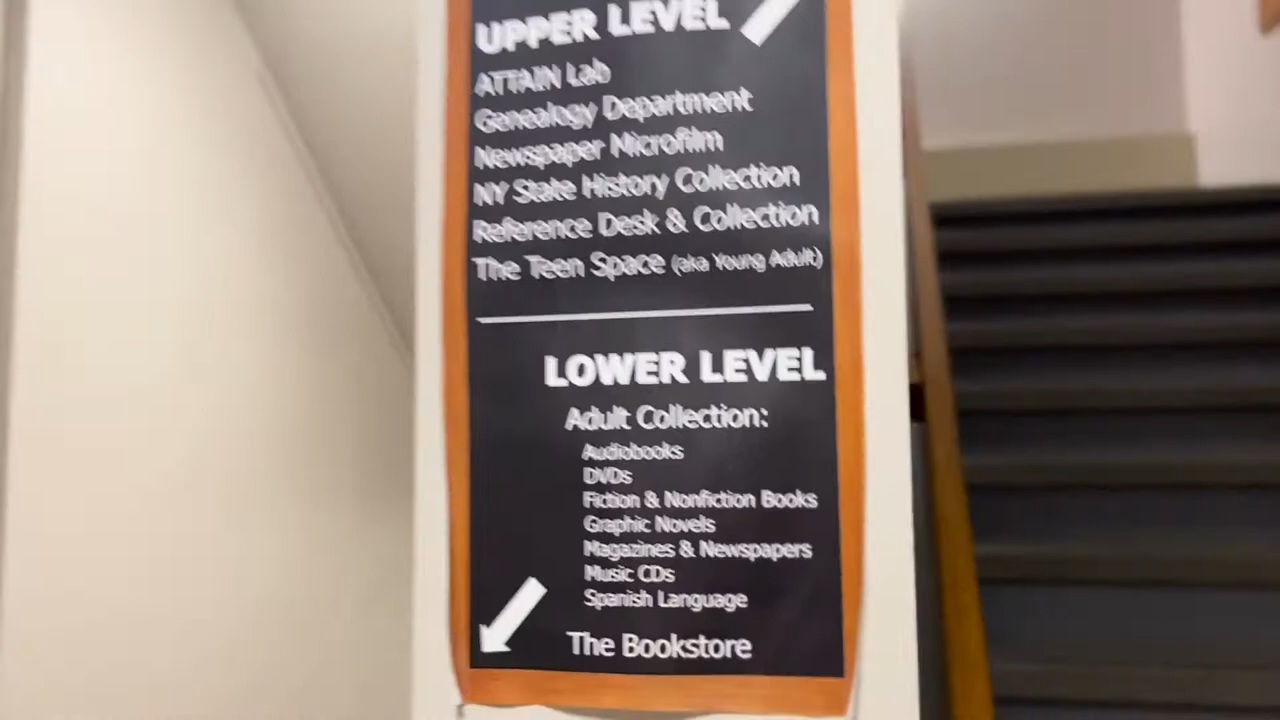 UPPER LEVEL
ATTAIN Lab
Genealogy Department
Newspaper Microfilm
NY State History Collection
Reference Desk & Collection
The Teen Space (aka Young Adult)
LOWER LEVEL
Adult Collection:
Audiobooks
DVDs
Fiction & Nonfiction Books
Graphic Novels
Magazines & Newspapers
Music CDs
Spanish Language
The Bookstore